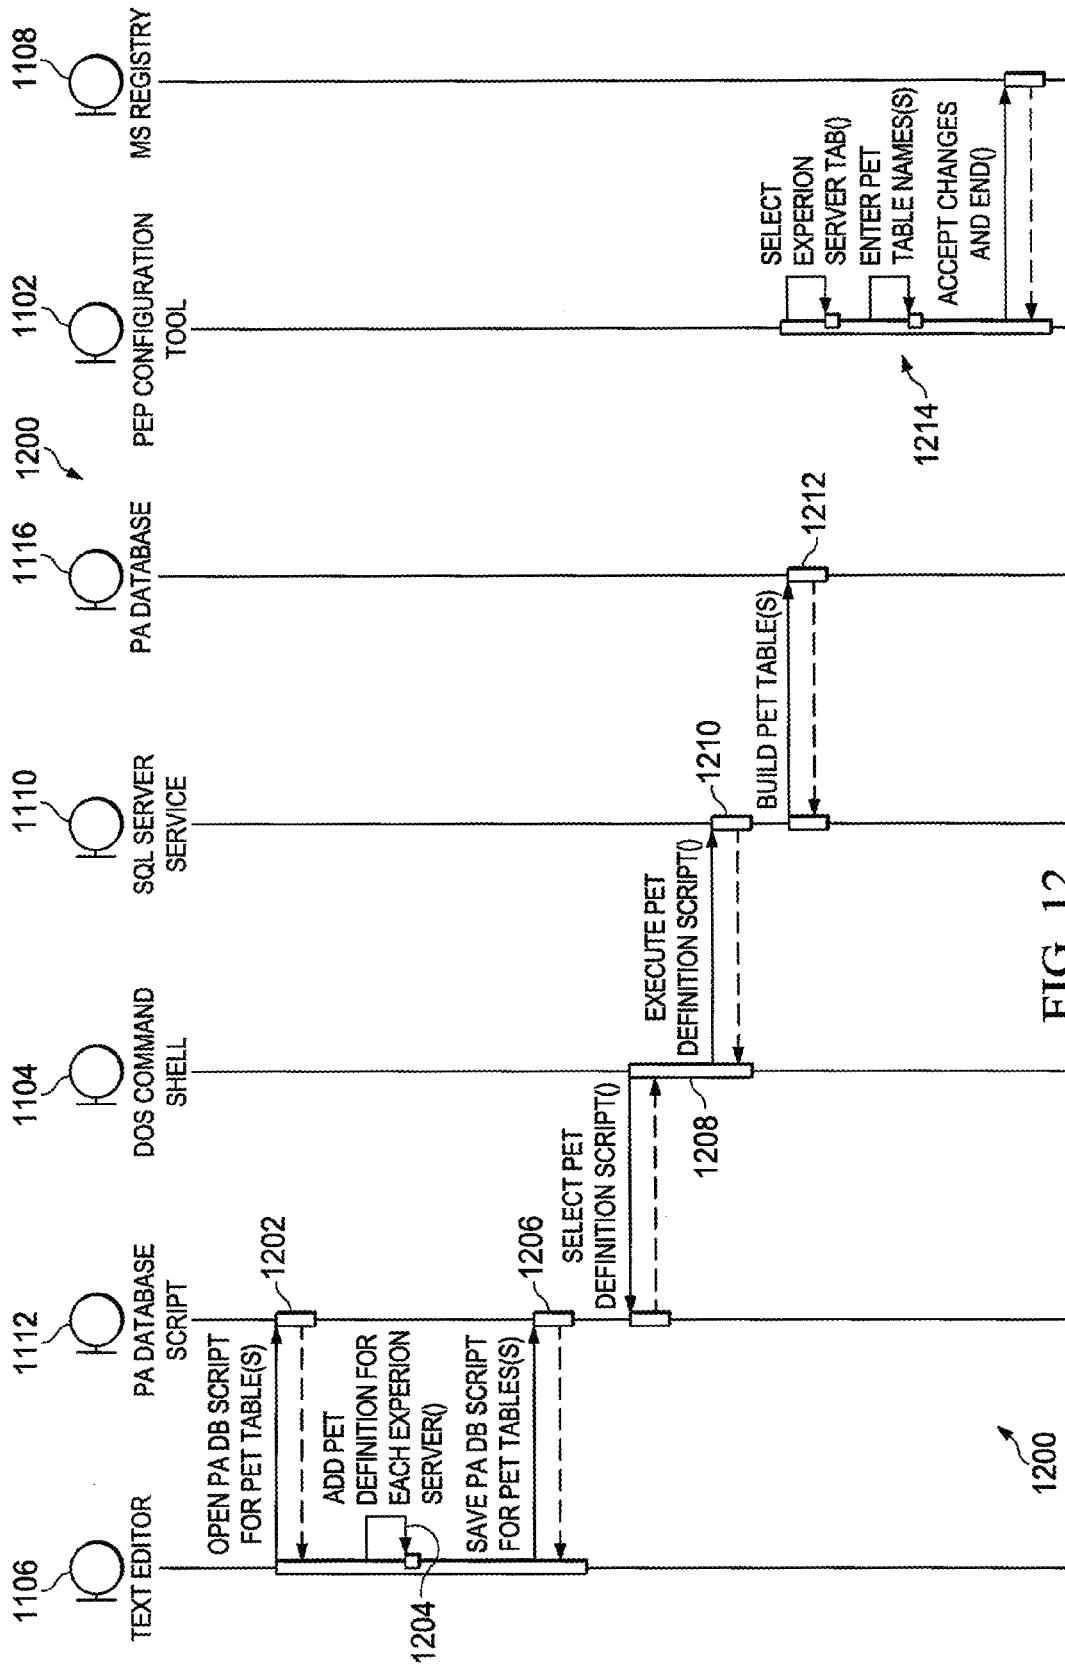 1106
TEXT EDITOR
1112
PA DATABASE
SCRIPT
1104
DOS COMMAND
SHELL
1110
SQL SERVER
SERVICE
1116
PA DATABASE
1200
1102
PEP CONFIGURATION
TOOL
1108
MS REGISTRY
OPEN PA DB SCRIPT
FOR PET TABLE(S)
1202
ADD PET
DEFINITION FOR
EACH EXPERION
SERVER()
1204
SAVE PA DB SCRIPT
FOR PET TABLES(S)
1206
SELECT PET
DEFINITION SCRIPT()
1208
EXECUTE PET
DEFINITION SCRIPT()
1210
BUILD PET TABLE(S)
1212
SELECT
EXPERION
SERVER TAB()
ENTER PET
TABLE NAMES(S)
1214
ACCEPT CHANGES
AND END()
1200
FIG. 12